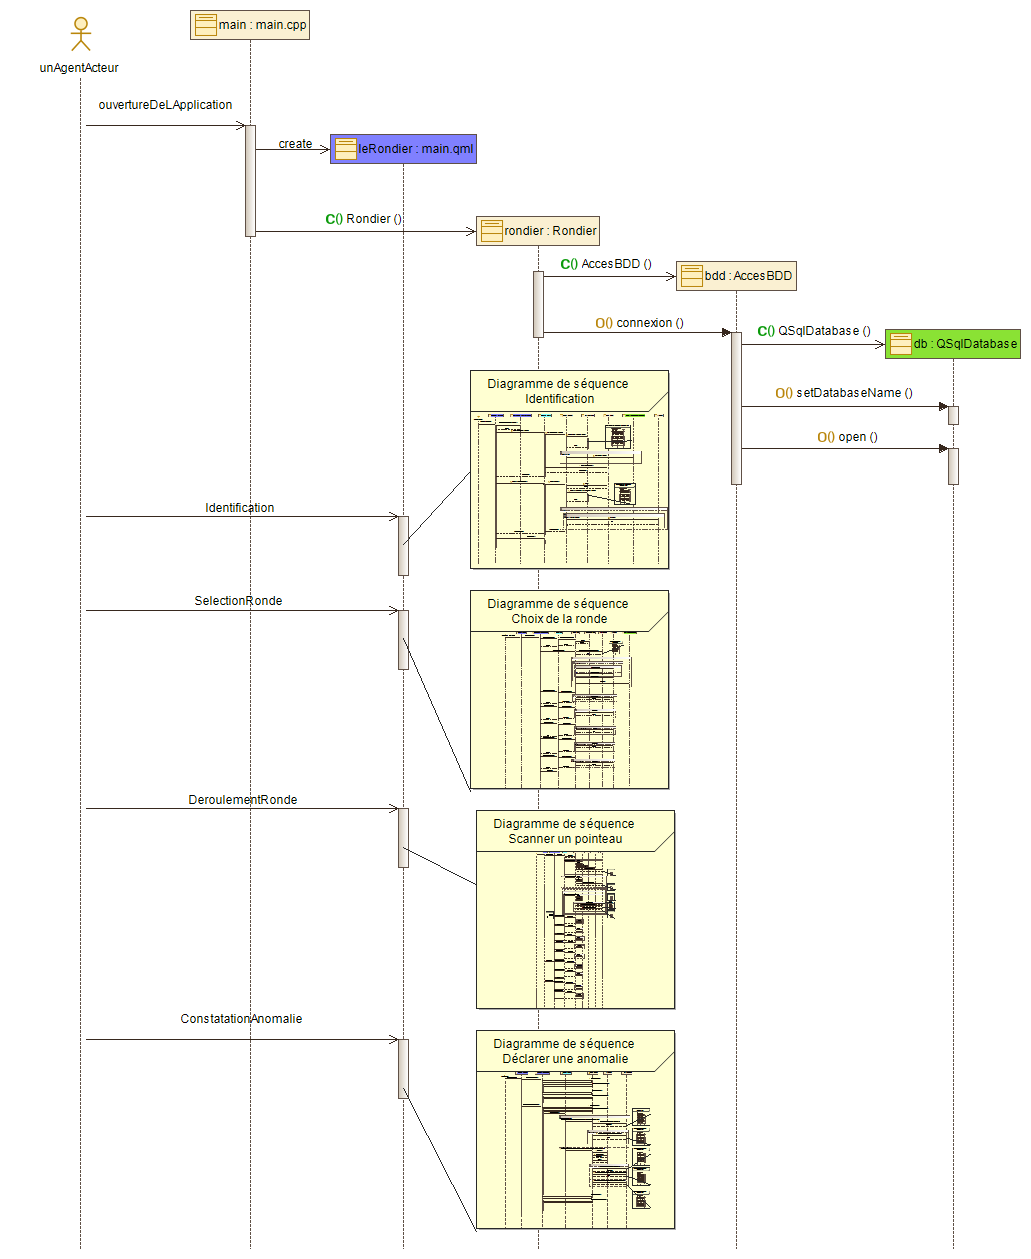 main : main.cpp
unAgentActeur
ouvertureDeLApplication
create
leRondier : main.qml
C() Rondier ()
rondier : Rondier
C() AccesBDD ()
bdd : AccesBDD
O() connexion ()
C() QSqlDatabase ()
db : QSqlDatabase
O() setDatabaseName ()
O() open ()
Diagramme de séquence
Identification
Identification
Diagramme de séquence
Choix de la ronde
SelectionRonde
Diagramme de séquence
Scanner un pointeau
DeroulementRonde
Diagramme de séquence
Déclarer une anomalie
ConstatationAnomalie